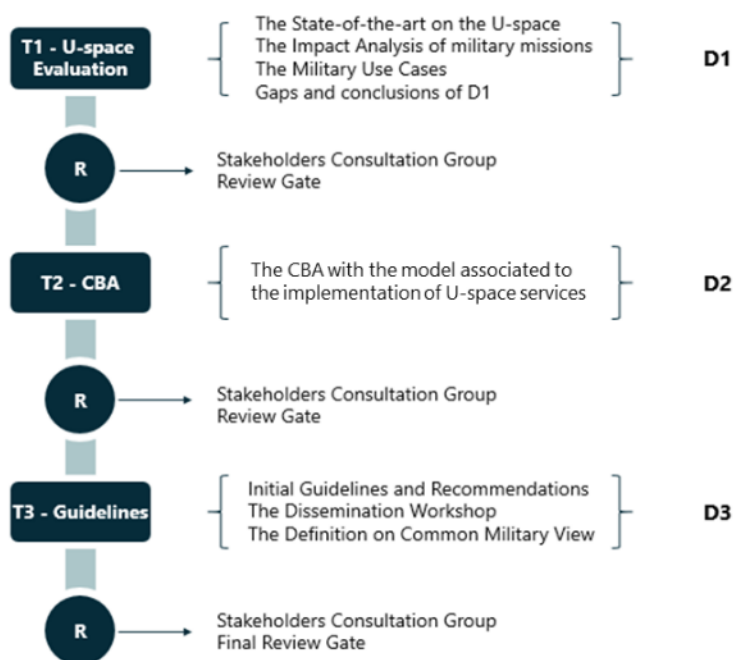 T1 - U-space
Evaluation
The State-of-the-art on the U-space
The Impact Analysis of military missions
The Military Use Cases
Gaps and conclusions of D1
D1
R
Stakeholders Consultation Group
Review Gate
T2 - CBA
The CBA with the model associated to
the implementation of U-space services
D2
R
Stakeholders Consultation Group
Review Gate
T3 - Guidelines
Initial Guidelines and Recommendations
The Dissemination Workshop
The Definition on Common Military View
D3
R
Stakeholders Consultation Group
Final Review Gate